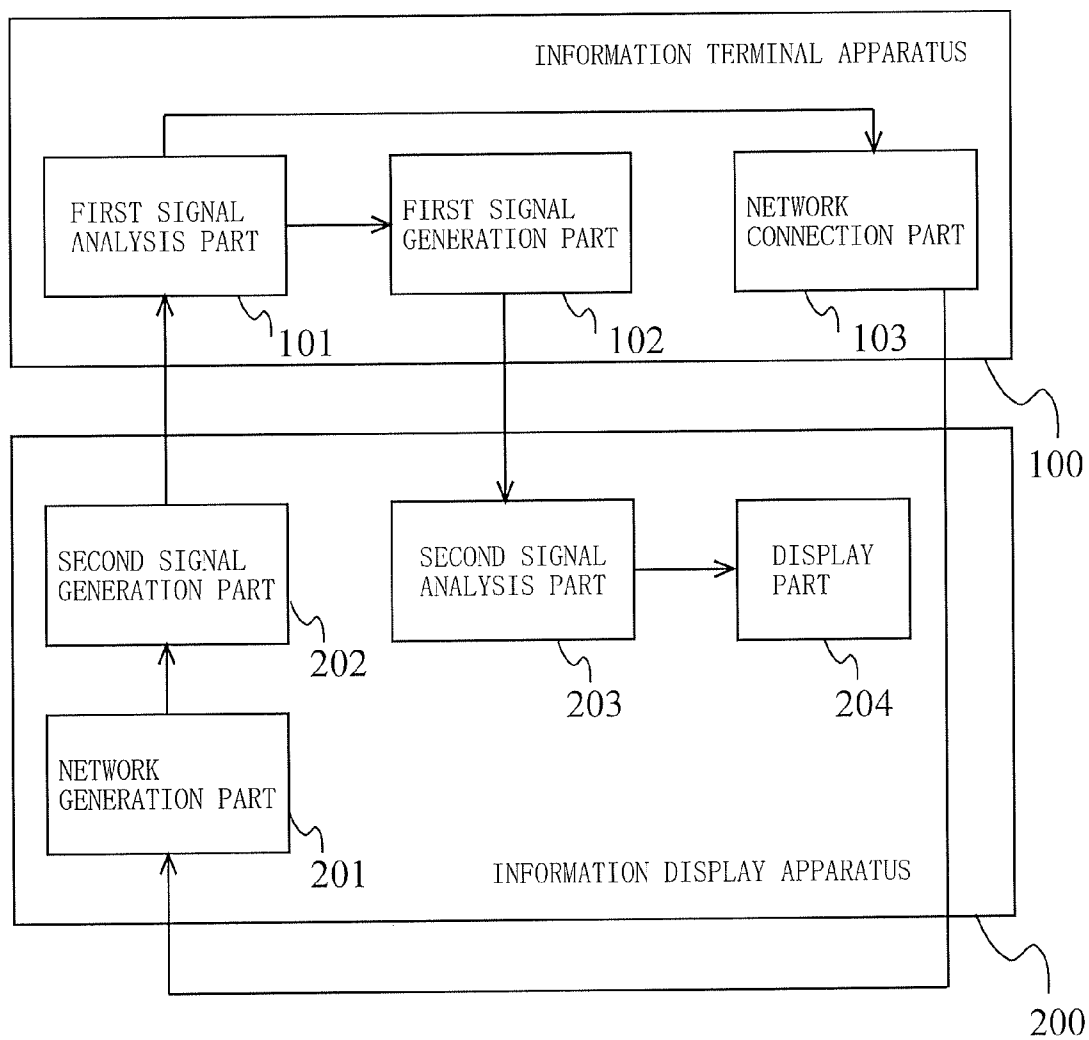 INFORMATION TERMINAL APPARATUS
FIRST SIGNAL
ANALYSIS PART
101
FIRST SIGNAL
GENERATION PART
102
NETWORK
CONNECTION PART
103
100
SECOND SIGNAL
GENERATION PART
202
SECOND SIGNAL
ANALYSIS PART
203
DISPLAY
PART
204
NETWORK
GENERATION PART
201
INFORMATION DISPLAY APPARATUS
200